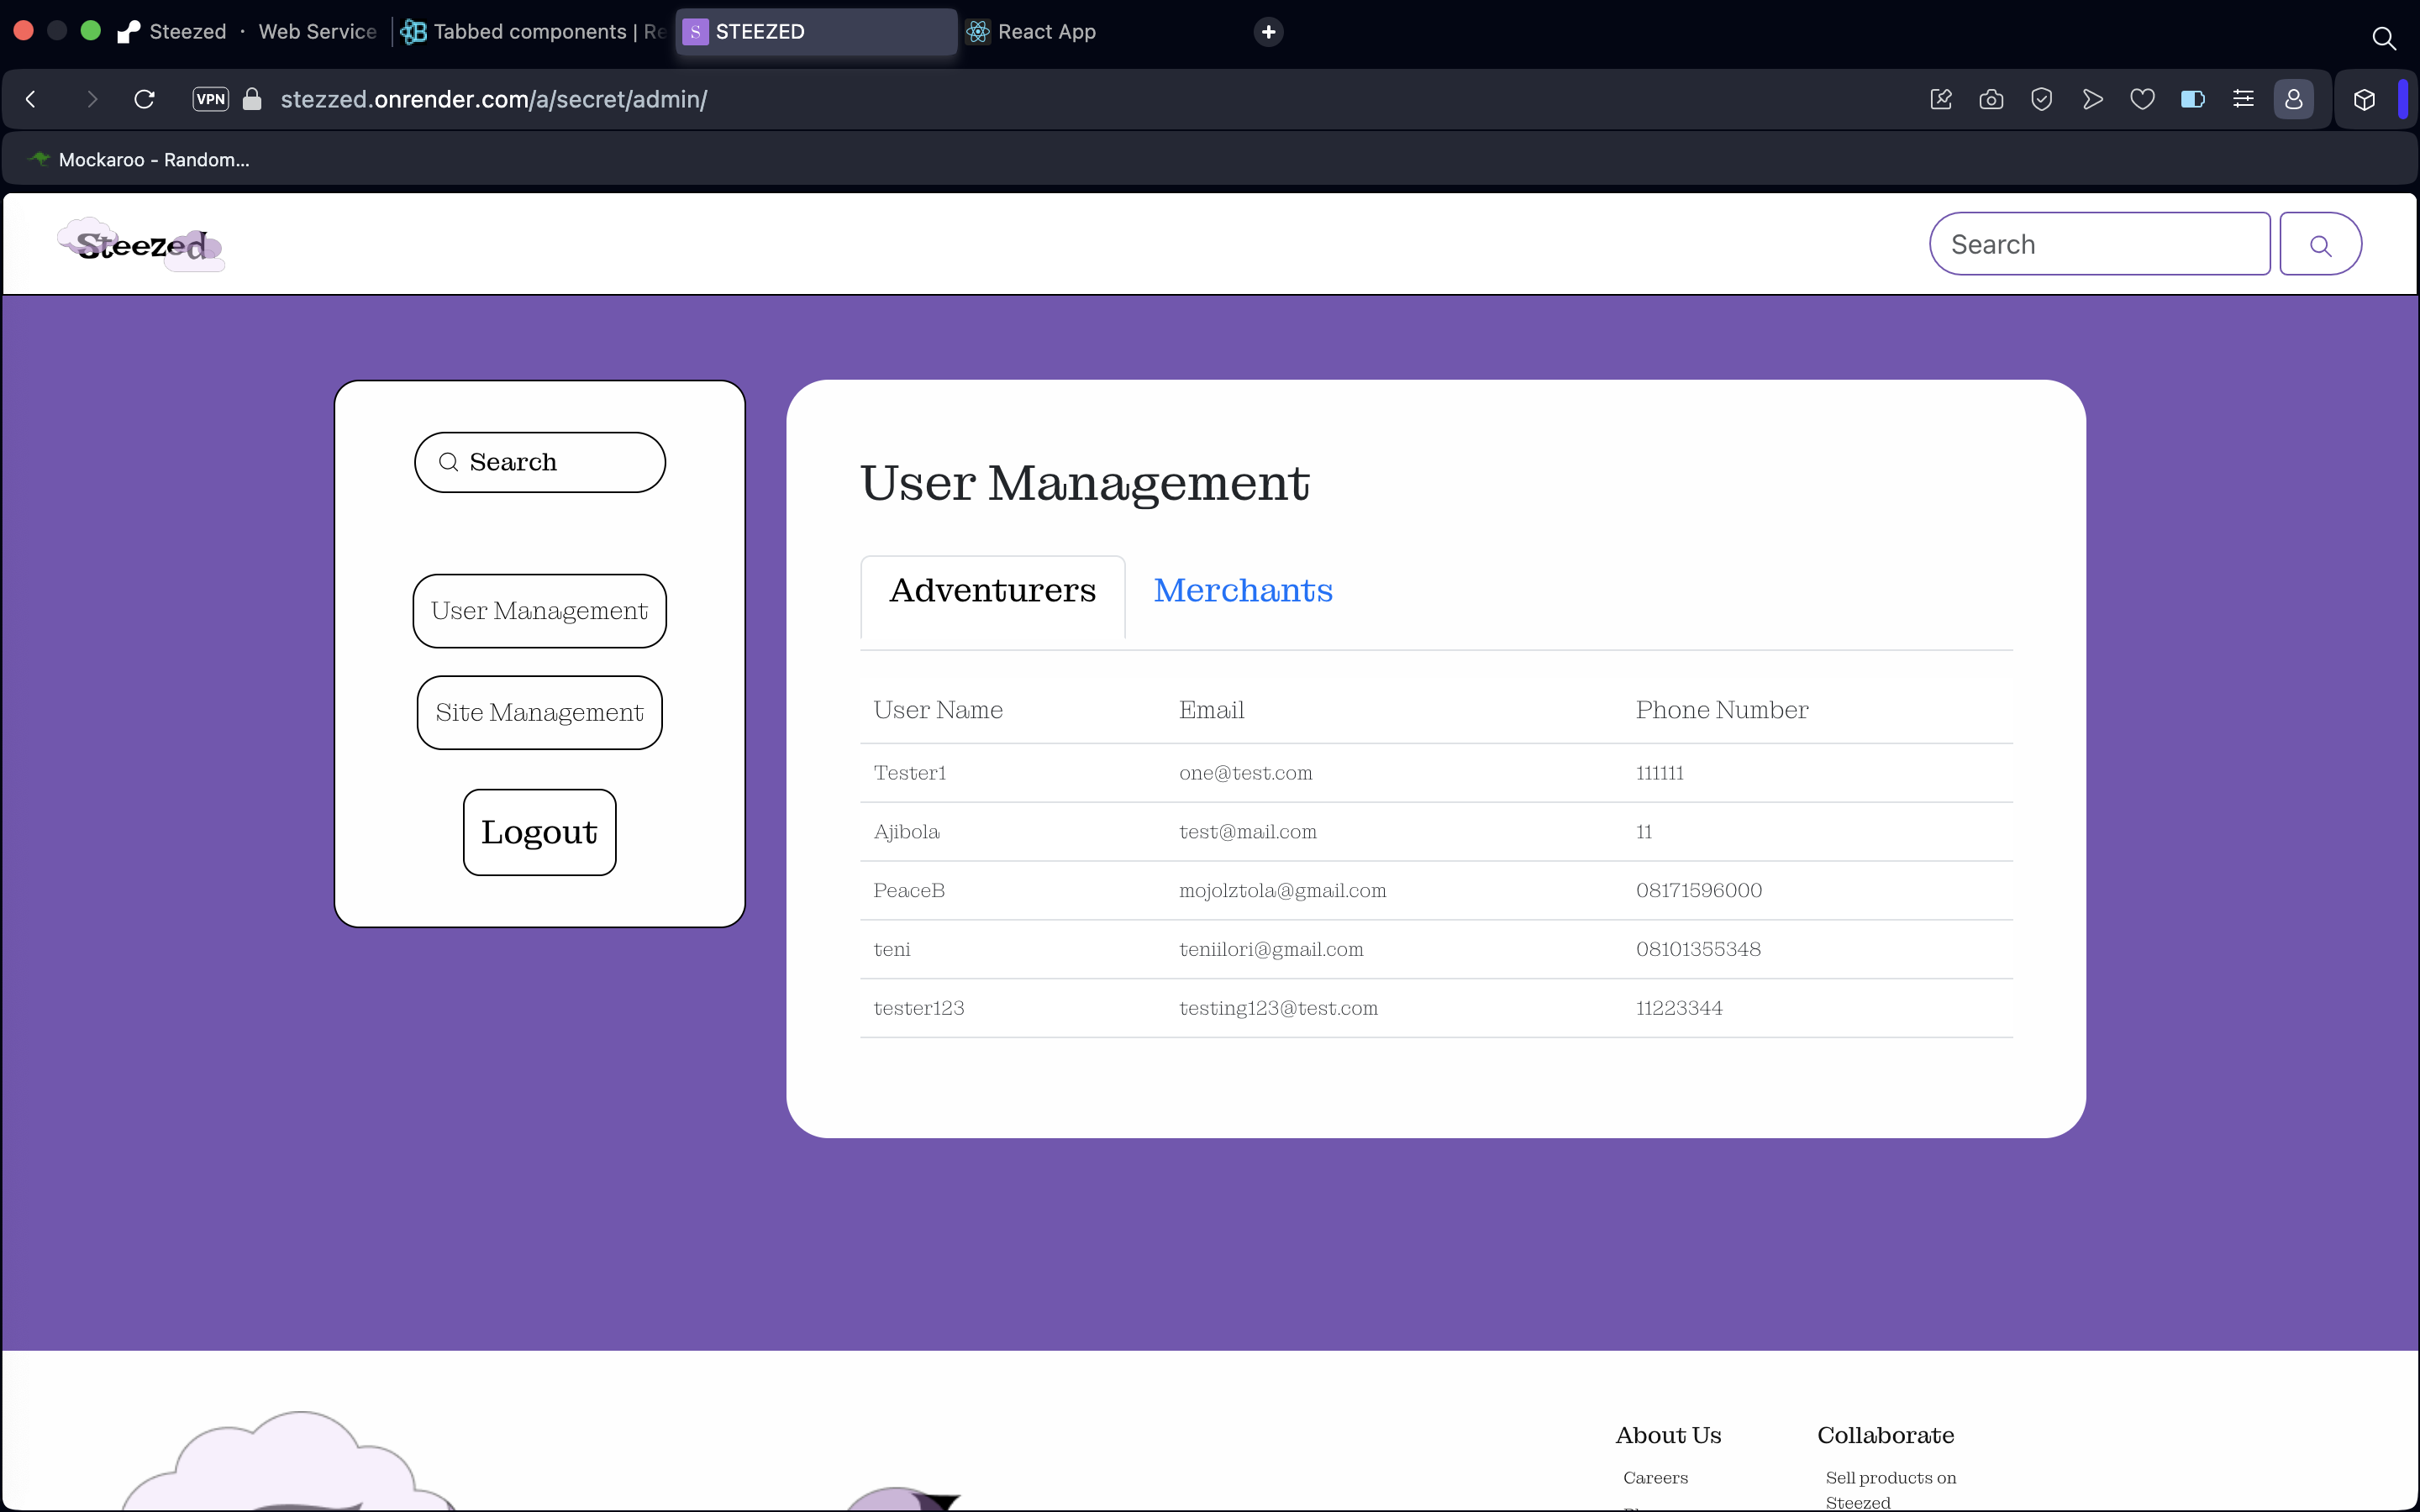 Steezed · Web Service
Tabbed components | Re
S STEEZED
React App
VPN stezzed.onrender.com/a/secret/admin/
Mockaroo - Random...
Steezed
Search
Search
User Management
Site Management
Logout
User Management
Adventurers Merchants
User Name Email Phone Number
Tester1 one@test.com 111111
Ajibola test@mail.com 11
PeaceB mojolztola@gmail.com 08171596000
teni teniilori@gmail.com 08101355348
tester123 testing123@test.com 11223344
About Us Collaborate
Careers Sell products on
Steezed